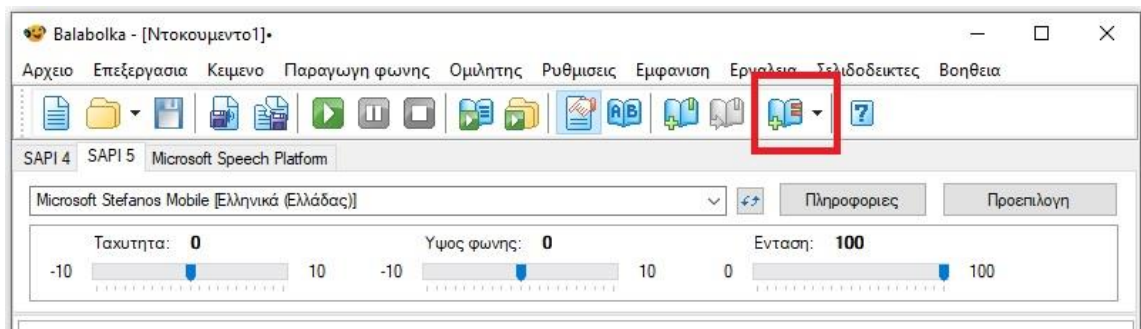 Balabolka - [Ντοκουμεντο1]•
Αρχειο Επεξεργασια Κειμενο Παραγωγη φωνης Ομιλητης Ρυθμισεις Εμφανιση Εργαλεια Σελιδοδεικτες Βοηθεια
A B ?
SAPI 4 SAPI 5 Microsoft Speech Platform
Microsoft Stefanos Mobile [Ελληνικά (Ελλάδας)] Πληροφοριες Προεπιλογη
Ταχυτητα: 0 Υψος φωνης: 0 Ενταση: 100
-10 10 -10 10 0 100